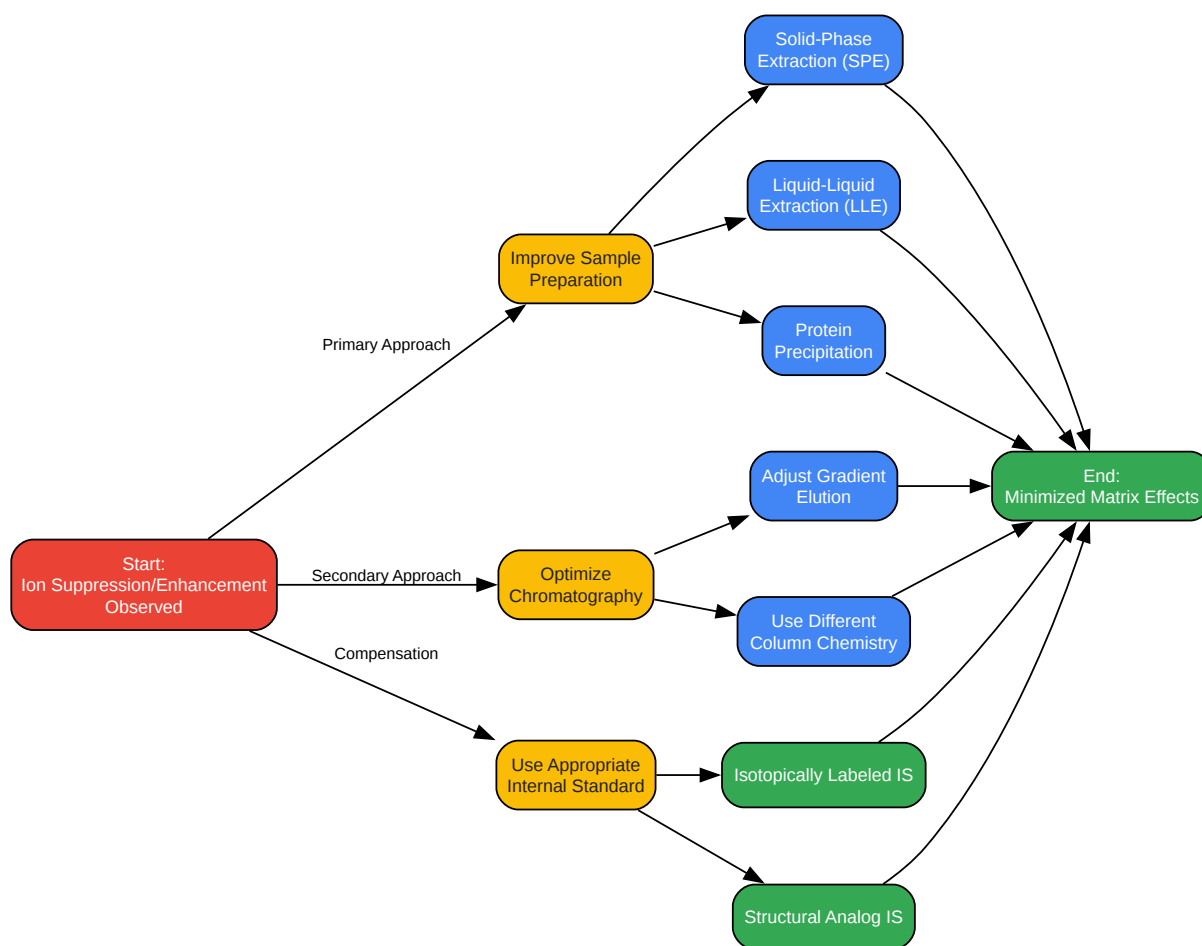 Solid-Phase
Extraction (SPE)
Liquid-Liquid
Extraction (LLE)
Improve Sample
Preparation
Protein
Precipitation
Primary Approach
Adjust Gradient
Elution
End:
Minimized Matrix Effects
Start:
Ion Suppression/Enhancement
Observed
Secondary Approach
Optimize
Chromatography
Use Different
Column Chemistry
Compensation
Use Appropriate
Internal Standard
Isotopically Labeled IS
Structural Analog IS